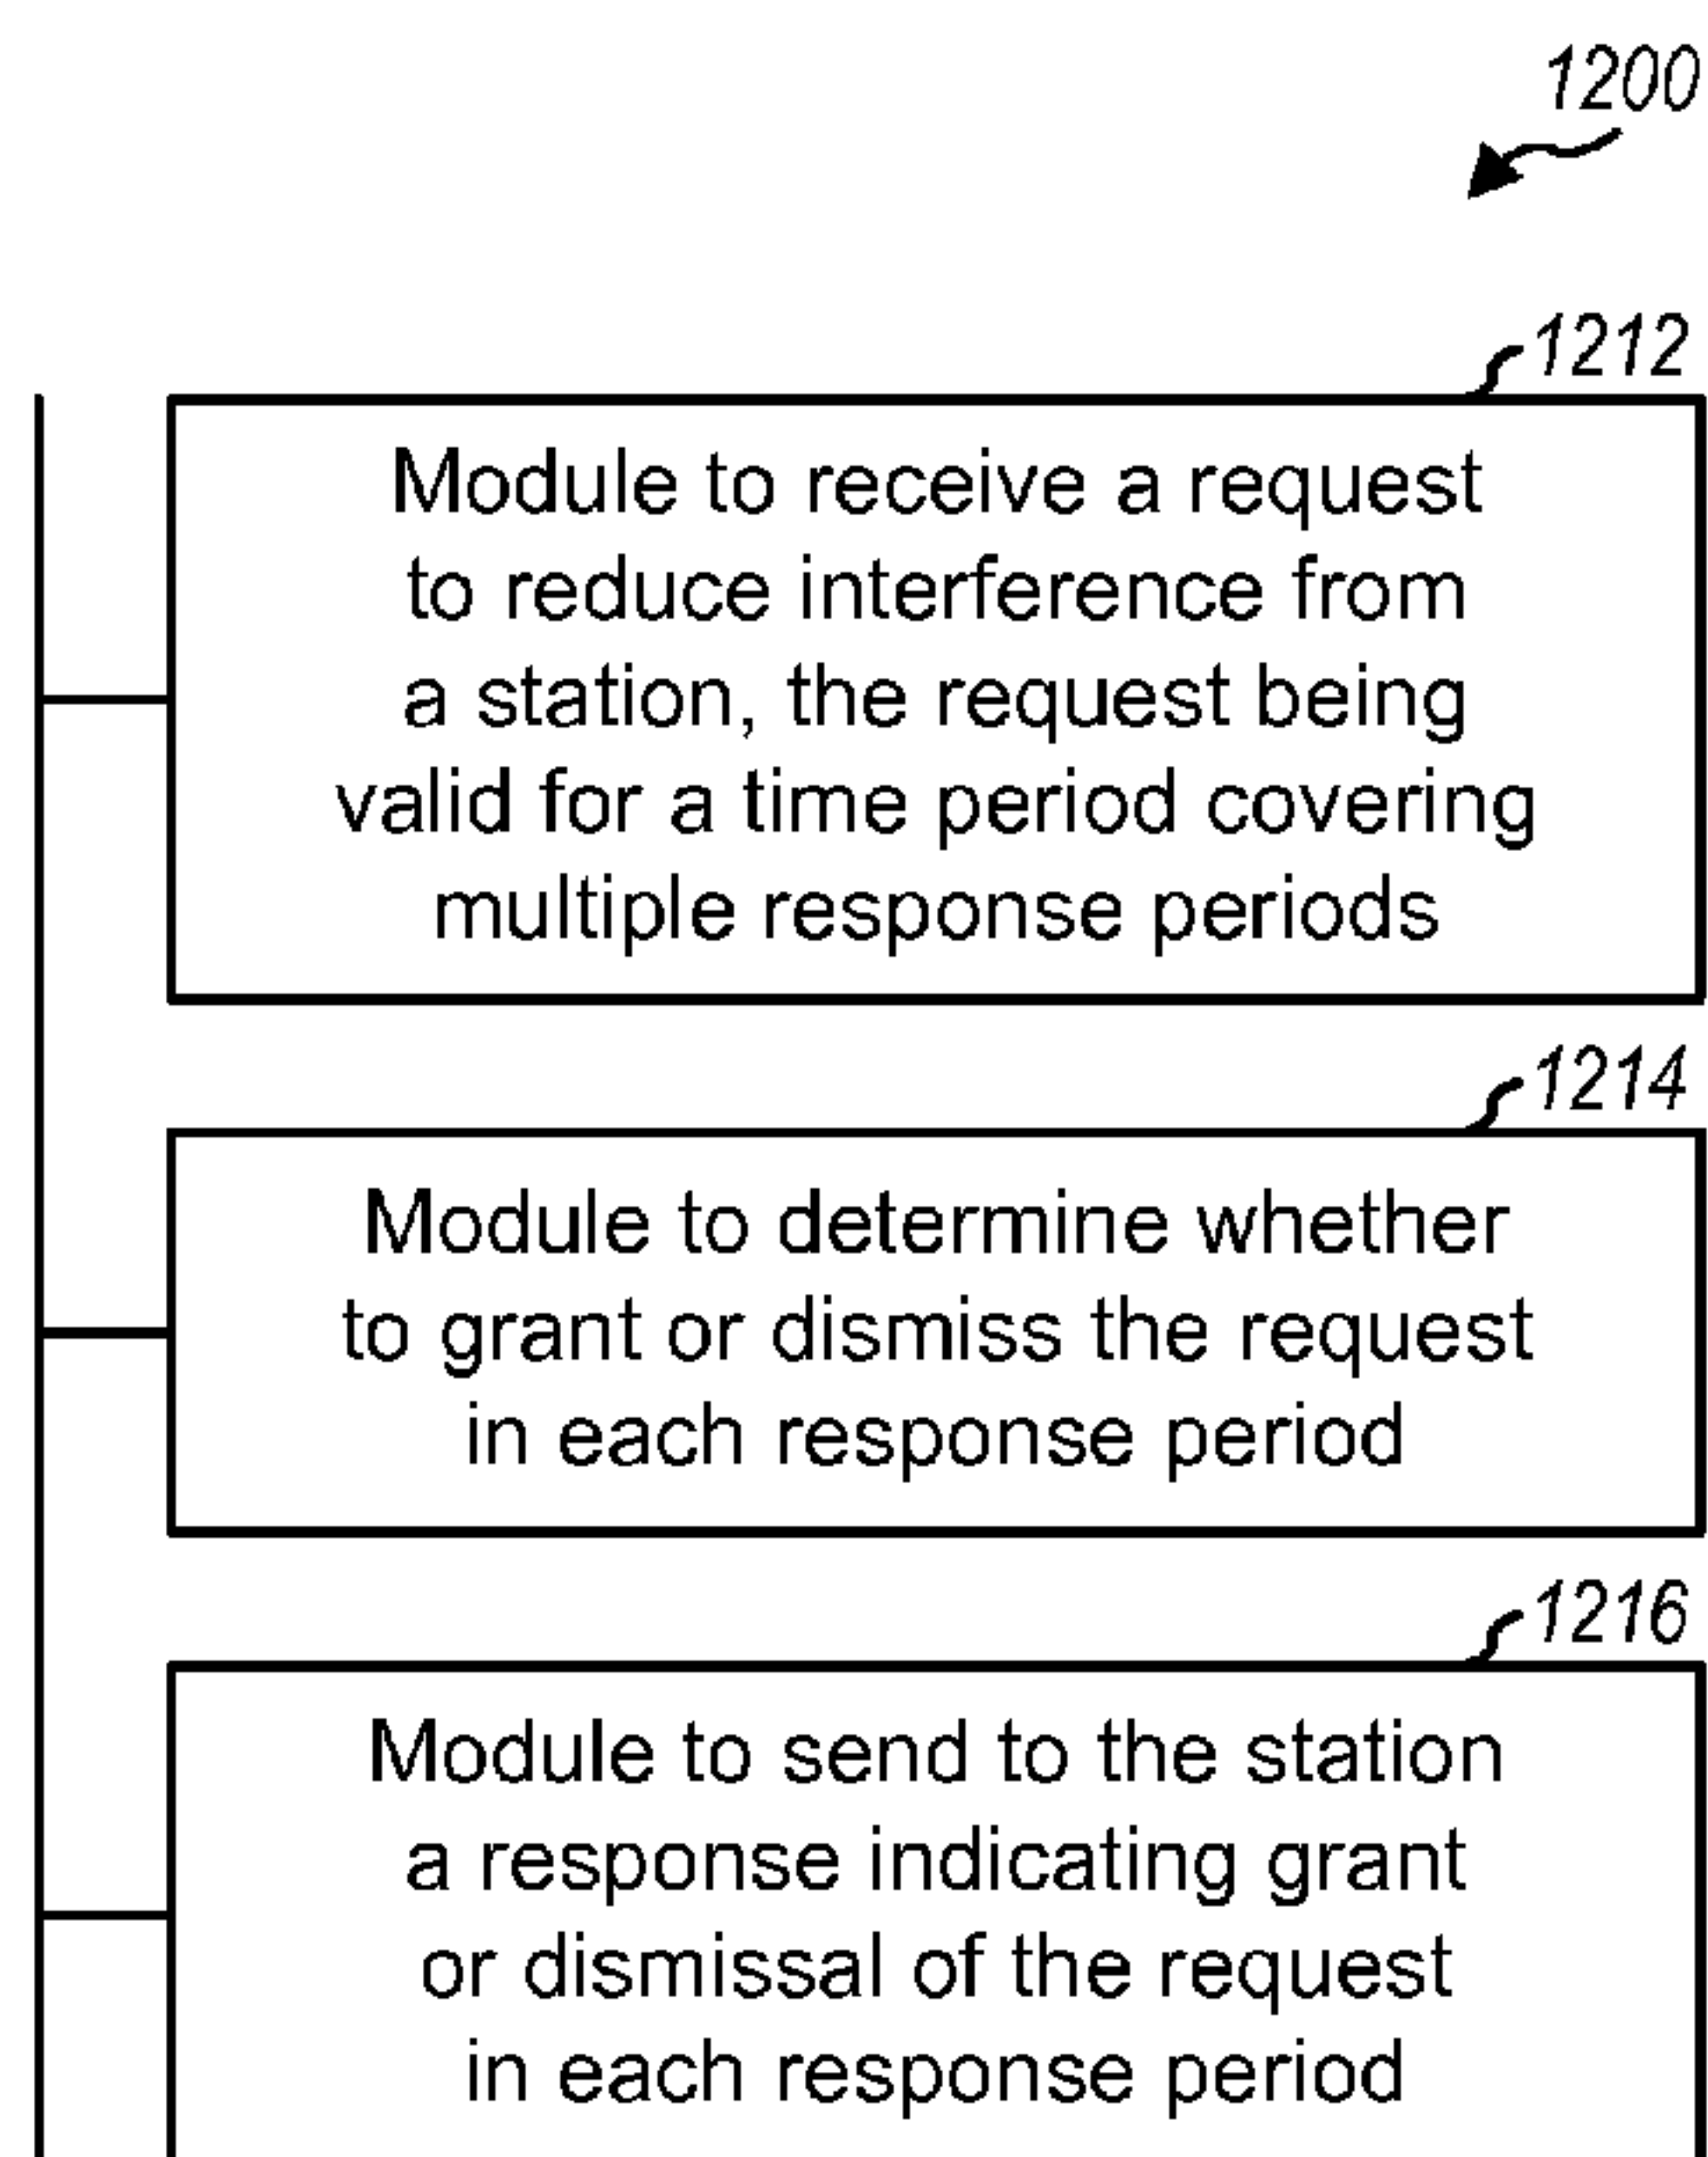 1200
1212
Module to receive a request
to reduce interference from
a station, the request being
valid for a time period covering
multiple response periods
1214
Module to determine whether
to grant or dismiss the request
in each response period
1216
Module to send to the station
a response indicating grant
or dismissal of the request
in each response period